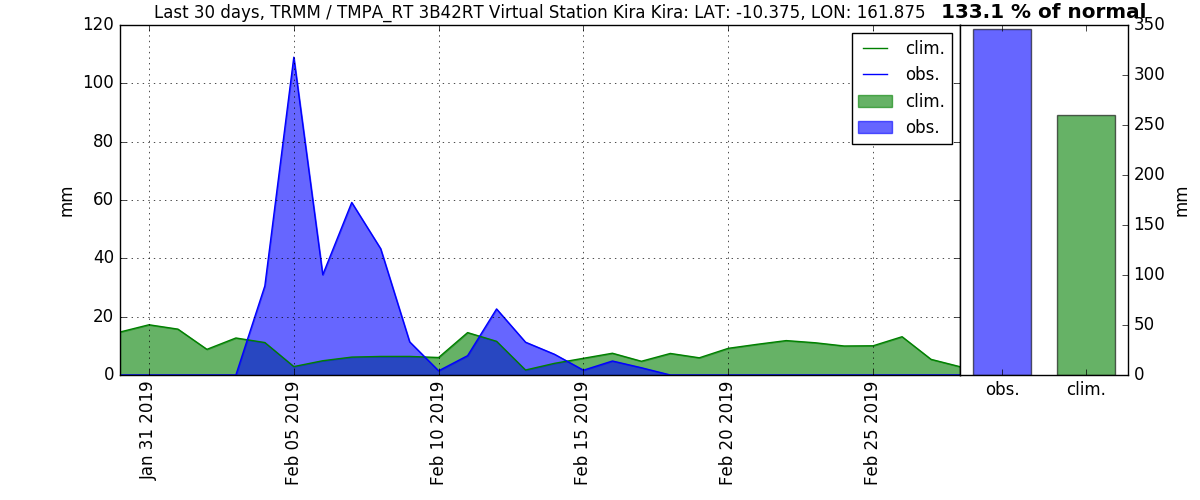 Last 30 days, TRMM / TMPA_RT 3B42RT Virtual Station Kira Kira: LAT: -10.375, LON: 161.875
133.1 % of normal
120
100
80
60
40
20
0
mm
clim.
obs.
clim.
obs.
Jan 31 2019
Feb 05 2019
Feb 10 2019
Feb 15 2019
Feb 20 2019
Feb 25 2019
350
300
250
200
150
100
50
0
mm
obs.
clim.